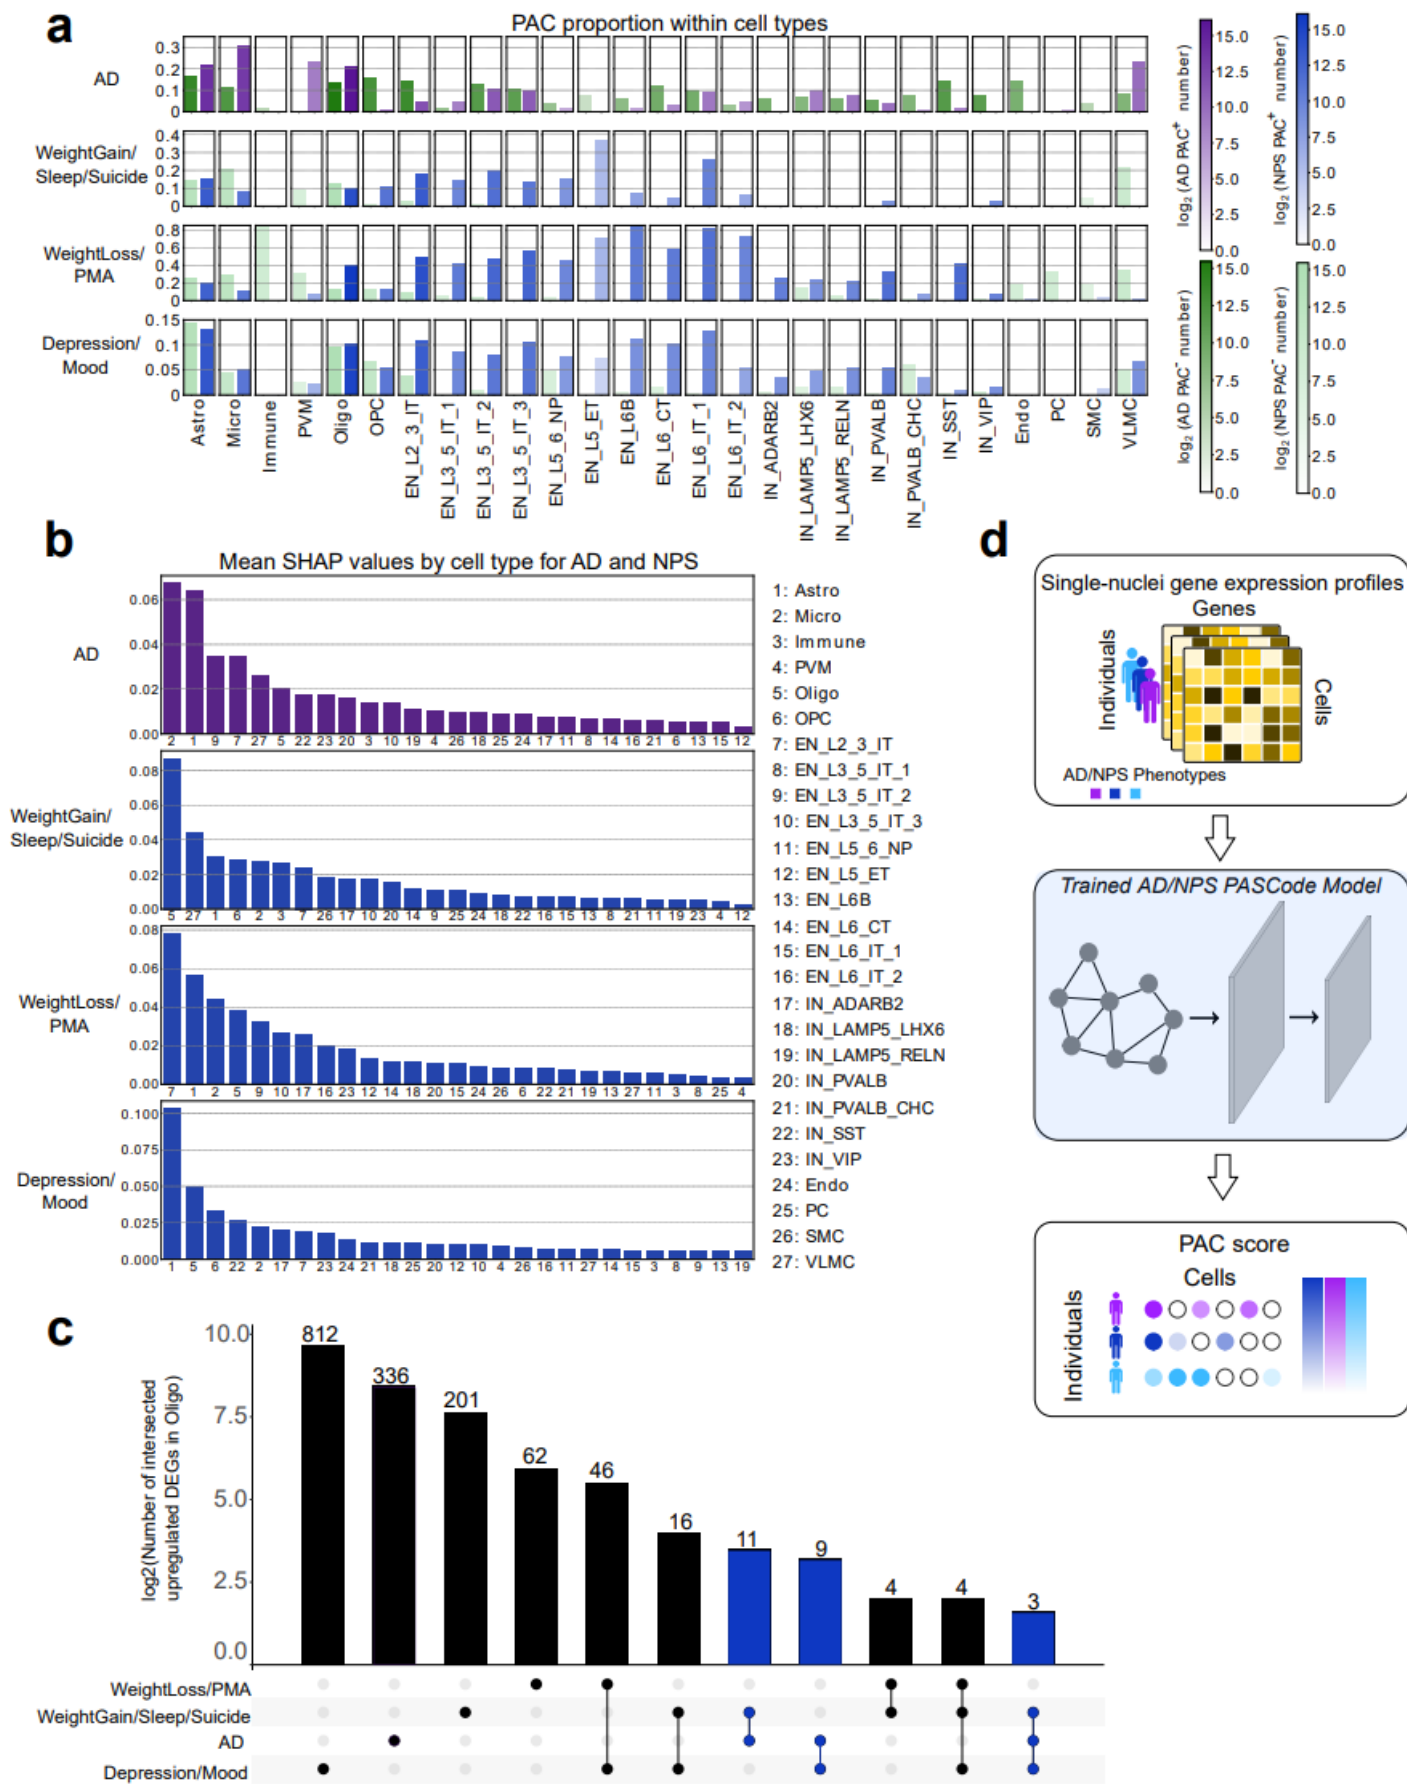 a
PAC proportion within cell types
AD
0.3
0.2
0.1
0
WeightGain/
Sleep/Suicide
0.4
0.3
0.2
0.1
0
WeightLoss/
PMA
0.8
0.4
0.2
0
Depression/
Mood
0.15
0.1
0.05
0
Astro
Micro
Immune
PVM
Oligo
OPC
EN_L2_3_IT
EN_L3_5_IT_1
EN_L3_5_IT_2
EN_L3_5_IT_3
EN_L5_6_NP
EN_L5_ET
EN_L6B
EN_L6_CT
EN_L6_IT_1
EN_L6_IT_2
IN_ADARB2
IN_LAMP5_LHX6
IN_LAMP5_RELN
IN_PVALB
IN_PVALB_CHC
IN_SST
IN_VIP
Endo
PC
SMC
VLMC
log2 (AD PAC+ number)
15.0
12.5
10.0
7.5
5.0
2.5
0.0
log2 (NPS PAC+ number)
15.0
12.5
10.0
7.5
5.0
2.5
0.0
log2 (AD PAC- number)
15.0
12.5
10.0
7.5
5.0
2.5
0.0
log2 (NPS PAC- number)
15.0
12.5
10.0
7.5
5.0
2.5
0.0
b
Mean SHAP values by cell type for AD and NPS
AD
0.06
0.04
0.02
0.00
2 1 9 7 27 5 22 23 20 3 10 19 4 26 18 25 24 17 11 8 14 16 21 6 13 15 12
WeightGain/
Sleep/Suicide
0.08
0.06
0.04
0.02
0.00
5 27 1 6 2 3 7 26 17 10 20 14 9 25 24 18 22 16 15 13 8 21 11 19 23 4 12
WeightLoss/
PMA
0.08
0.06
0.04
0.02
0.00
7 1 2 5 9 10 17 16 23 12 14 18 20 15 24 26 6 22 21 19 13 27 11 3 8 25 4
Depression/
Mood
0.100
0.075
0.050
0.025
0.000
1 5 6 22 2 17 7 23 24 21 18 25 20 12 10 4 26 16 11 27 14 15 3 8 9 13 19
1: Astro
2: Micro
3: Immune
4: PVM
5: Oligo
6: OPC
7: EN_L2_3_IT
8: EN_L3_5_IT_1
9: EN_L3_5_IT_2
10: EN_L3_5_IT_3
11: EN_L5_6_NP
12: EN_L5_ET
13: EN_L6B
14: EN_L6_CT
15: EN_L6_IT_1
16: EN_L6_IT_2
17: IN_ADARB2
18: IN_LAMP5_LHX6
19: IN_LAMP5_RELN
20: IN_PVALB
21: IN_PVALB_CHC
22: IN_SST
23: IN_VIP
24: Endo
25: PC
26: SMC
27: VLMC
c
log2(Number of intersected
upregulated DEGs in Oligo)
10.0
7.5
5.0
2.5
0.0
812
336
201
62
46
16
11
9
4
4
3
WeightLoss/PMA
WeightGain/Sleep/Suicide
AD
Depression/Mood
d
Single-nuclei gene expression profiles
Genes
Individuals
Cells
AD/NPS Phenotypes
Trained AD/NPS PASCode Model
PAC score
Cells
Individuals